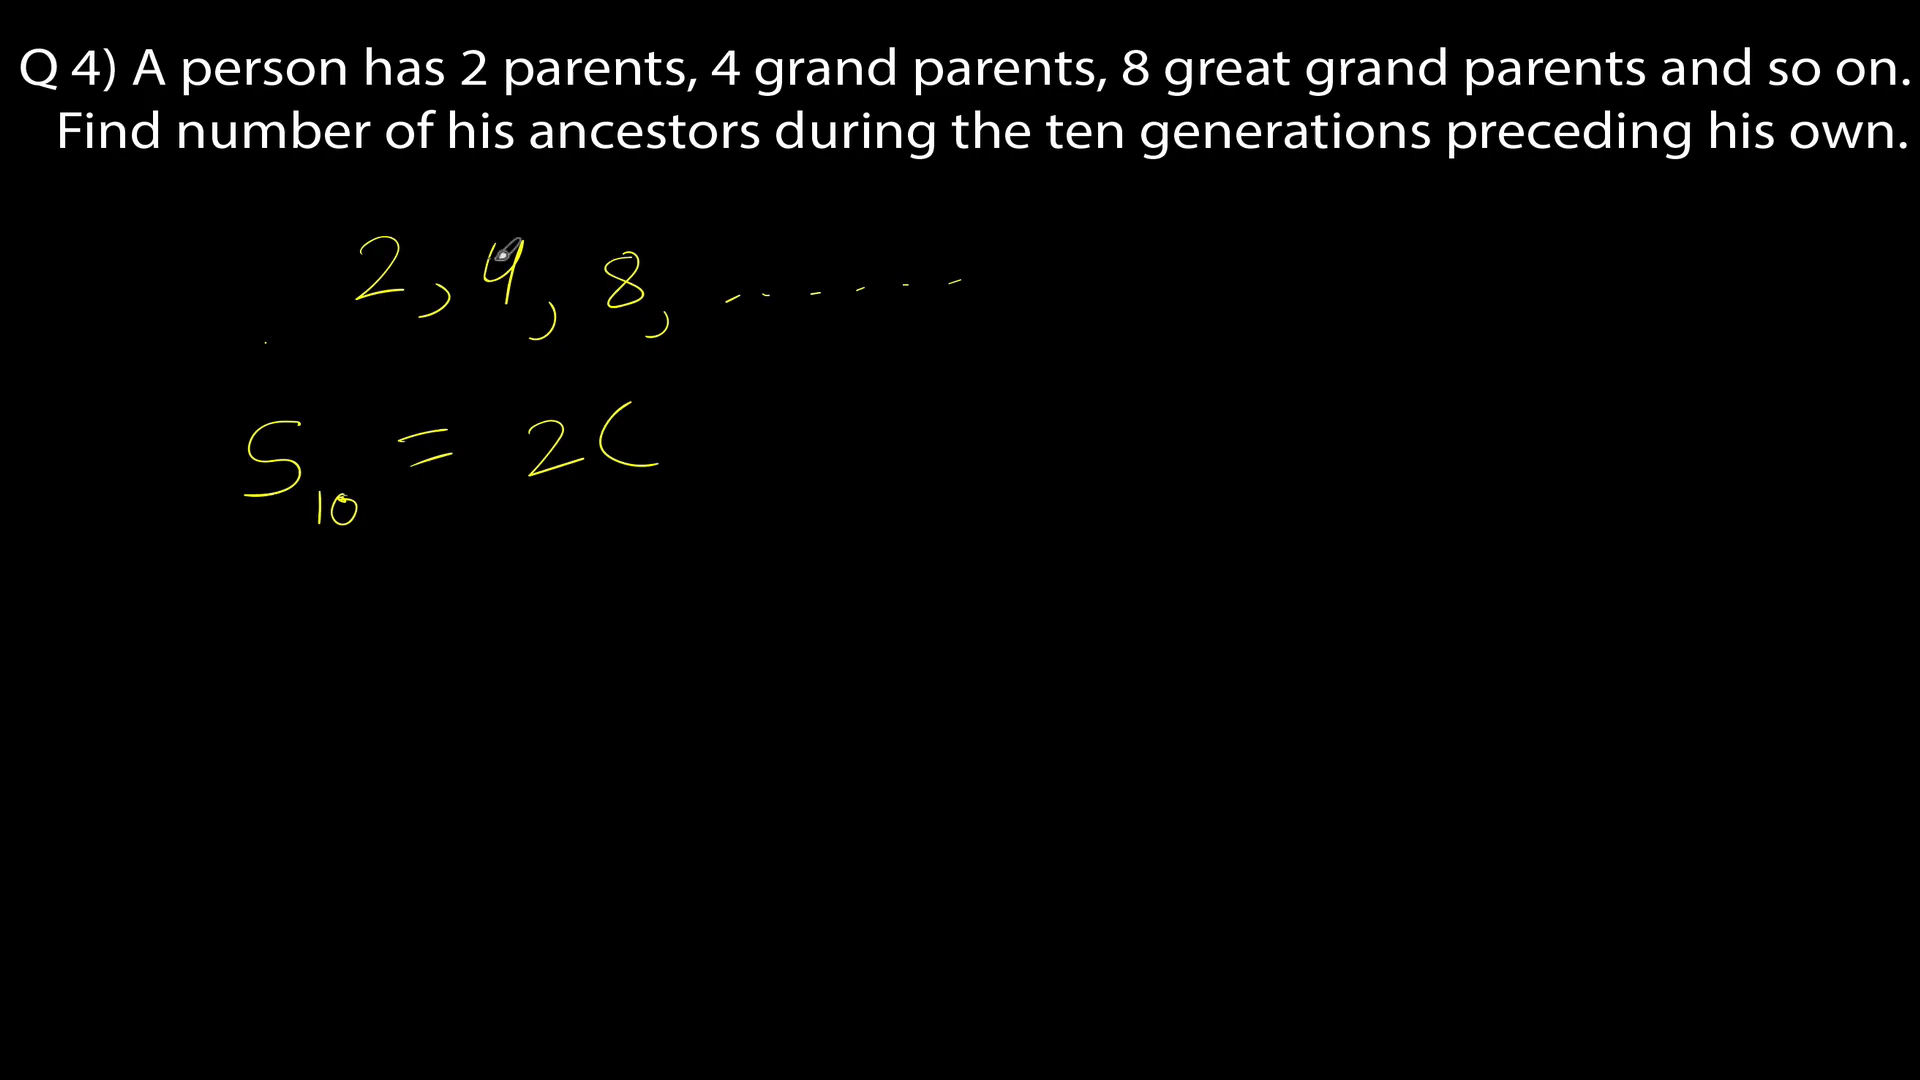 Q 4) A person has 2 parents, 4 grand parents, 8 great grand parents and so on.
Find number of his ancestors during the ten generations preceding his own.
2, 4, 8, ......
S10 = 2(